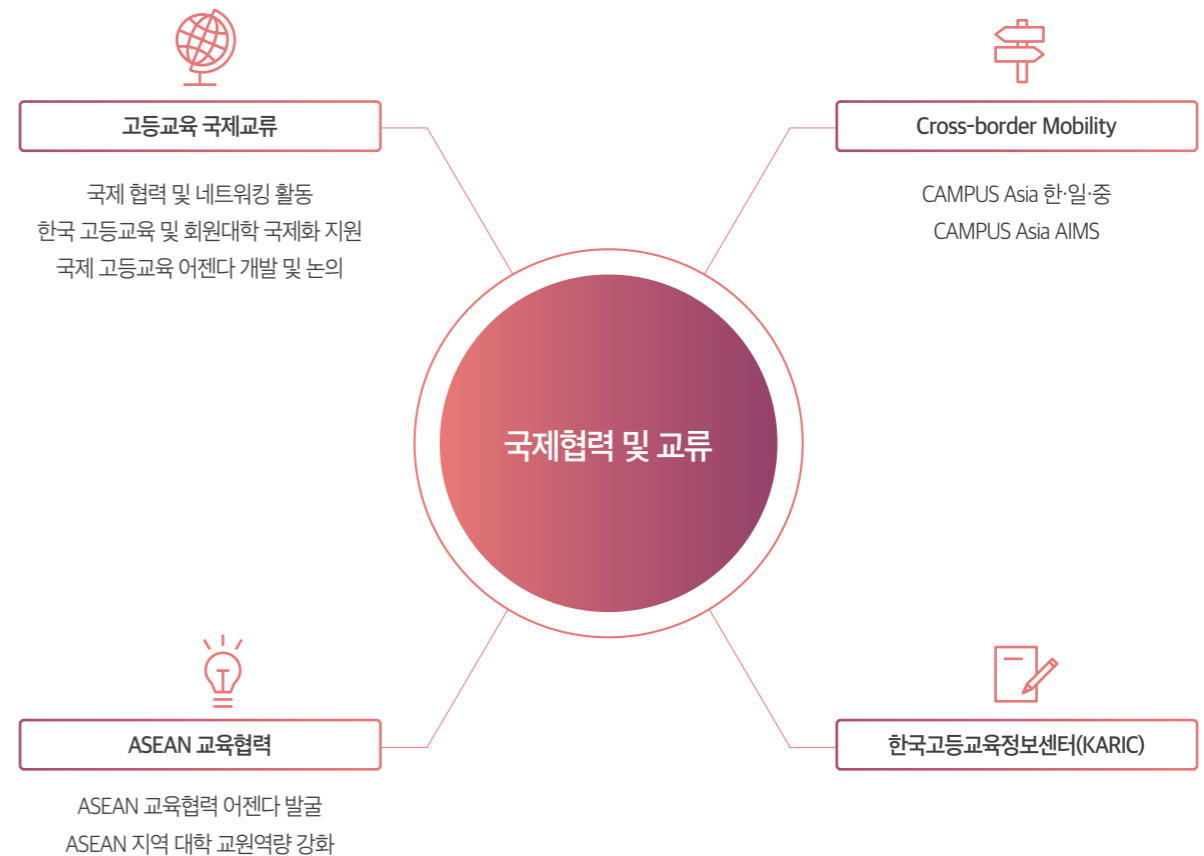 고등교육 국제교류
국제 협력 및 네트워킹 활동
한국 고등교육 및 회원대학 국제화 지원
국제 고등교육 어젠다 개발 및 논의
Cross-border Mobility
CAMPUS Asia 한·일·중
CAMPUS Asia AIMS
국제협력 및 교류
ASEAN 교육협력
ASEAN 교육협력 어젠다 발굴
ASEAN 지역 대학 교원역량 강화
한국고등교육정보센터(KARIC)